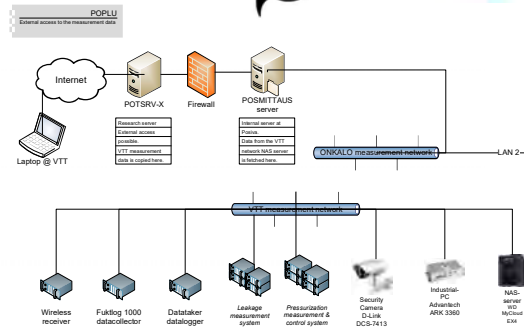 POPLU
External access to the measurement data
Internet
POTSRV-X
Firewall
POSMITTAUS
server
Laptop @ VTT
Research server
External access
possible.
VTT measurement
data is copied here.
Internal server at
Posiva.
Data from the VTT
network NAS server
is fetched here.
ONKALO measurement network
LAN 2
VTT measurement network
Wireless
receiver
Fuktlog 1000
datacollector
Datataker
datalogger
Leakage
measurement
system
Pressurization
measurement &
control system
Security
Camera
D-Link
DCS-7413
Industrial-
PC
Advantech
ARK 3360
NAS-
server
WD
MyCloud
EX4